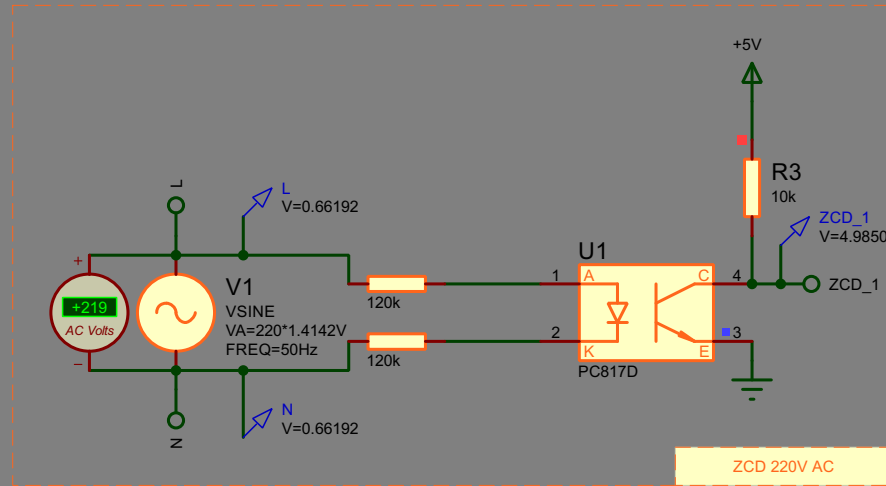 +5V
R3
10k
ZCD_1
V=4.9850
ZCD_1
L
L
V=0.66192
+
+219
AC Volts
−
V1
VSINE
VA=220*1.4142V
FREQ=50Hz
120k
120k
U1
1
A
C
4
2
K
E
3
PC817D
N
V=0.66192
N
ZCD 220V AC